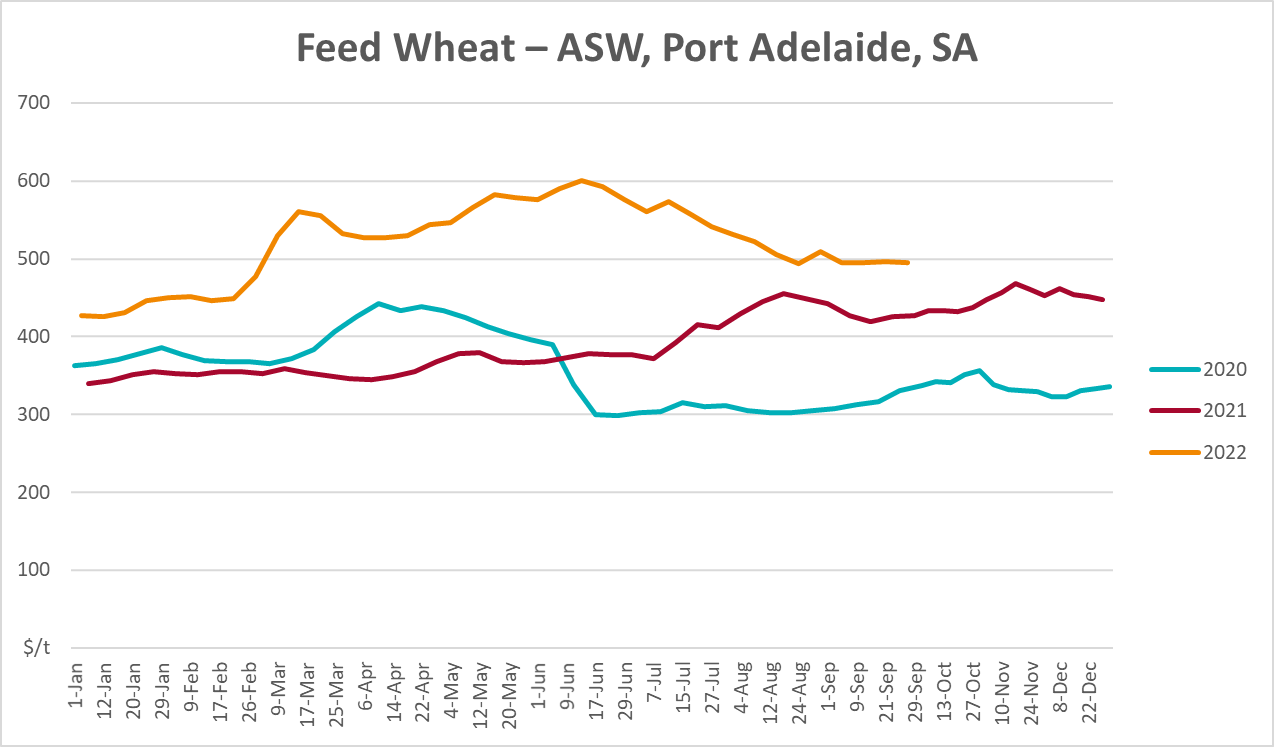 Feed Wheat – ASW, Port Adelaide, SA
700
600
500
400
300
200
100
$/t
1-Jan
12-Jan
20-Jan
29-Jan
9-Feb
17-Feb
26-Feb
9-Mar
17-Mar
25-Mar
6-Apr
14-Apr
22-Apr
4-May
12-May
20-May
1-Jun
9-Jun
17-Jun
29-Jun
7-Jul
15-Jul
27-Jul
4-Aug
12-Aug
24-Aug
1-Sep
9-Sep
21-Sep
29-Sep
13-Oct
27-Oct
10-Nov
24-Nov
8-Dec
22-Dec
2020
2021
2022